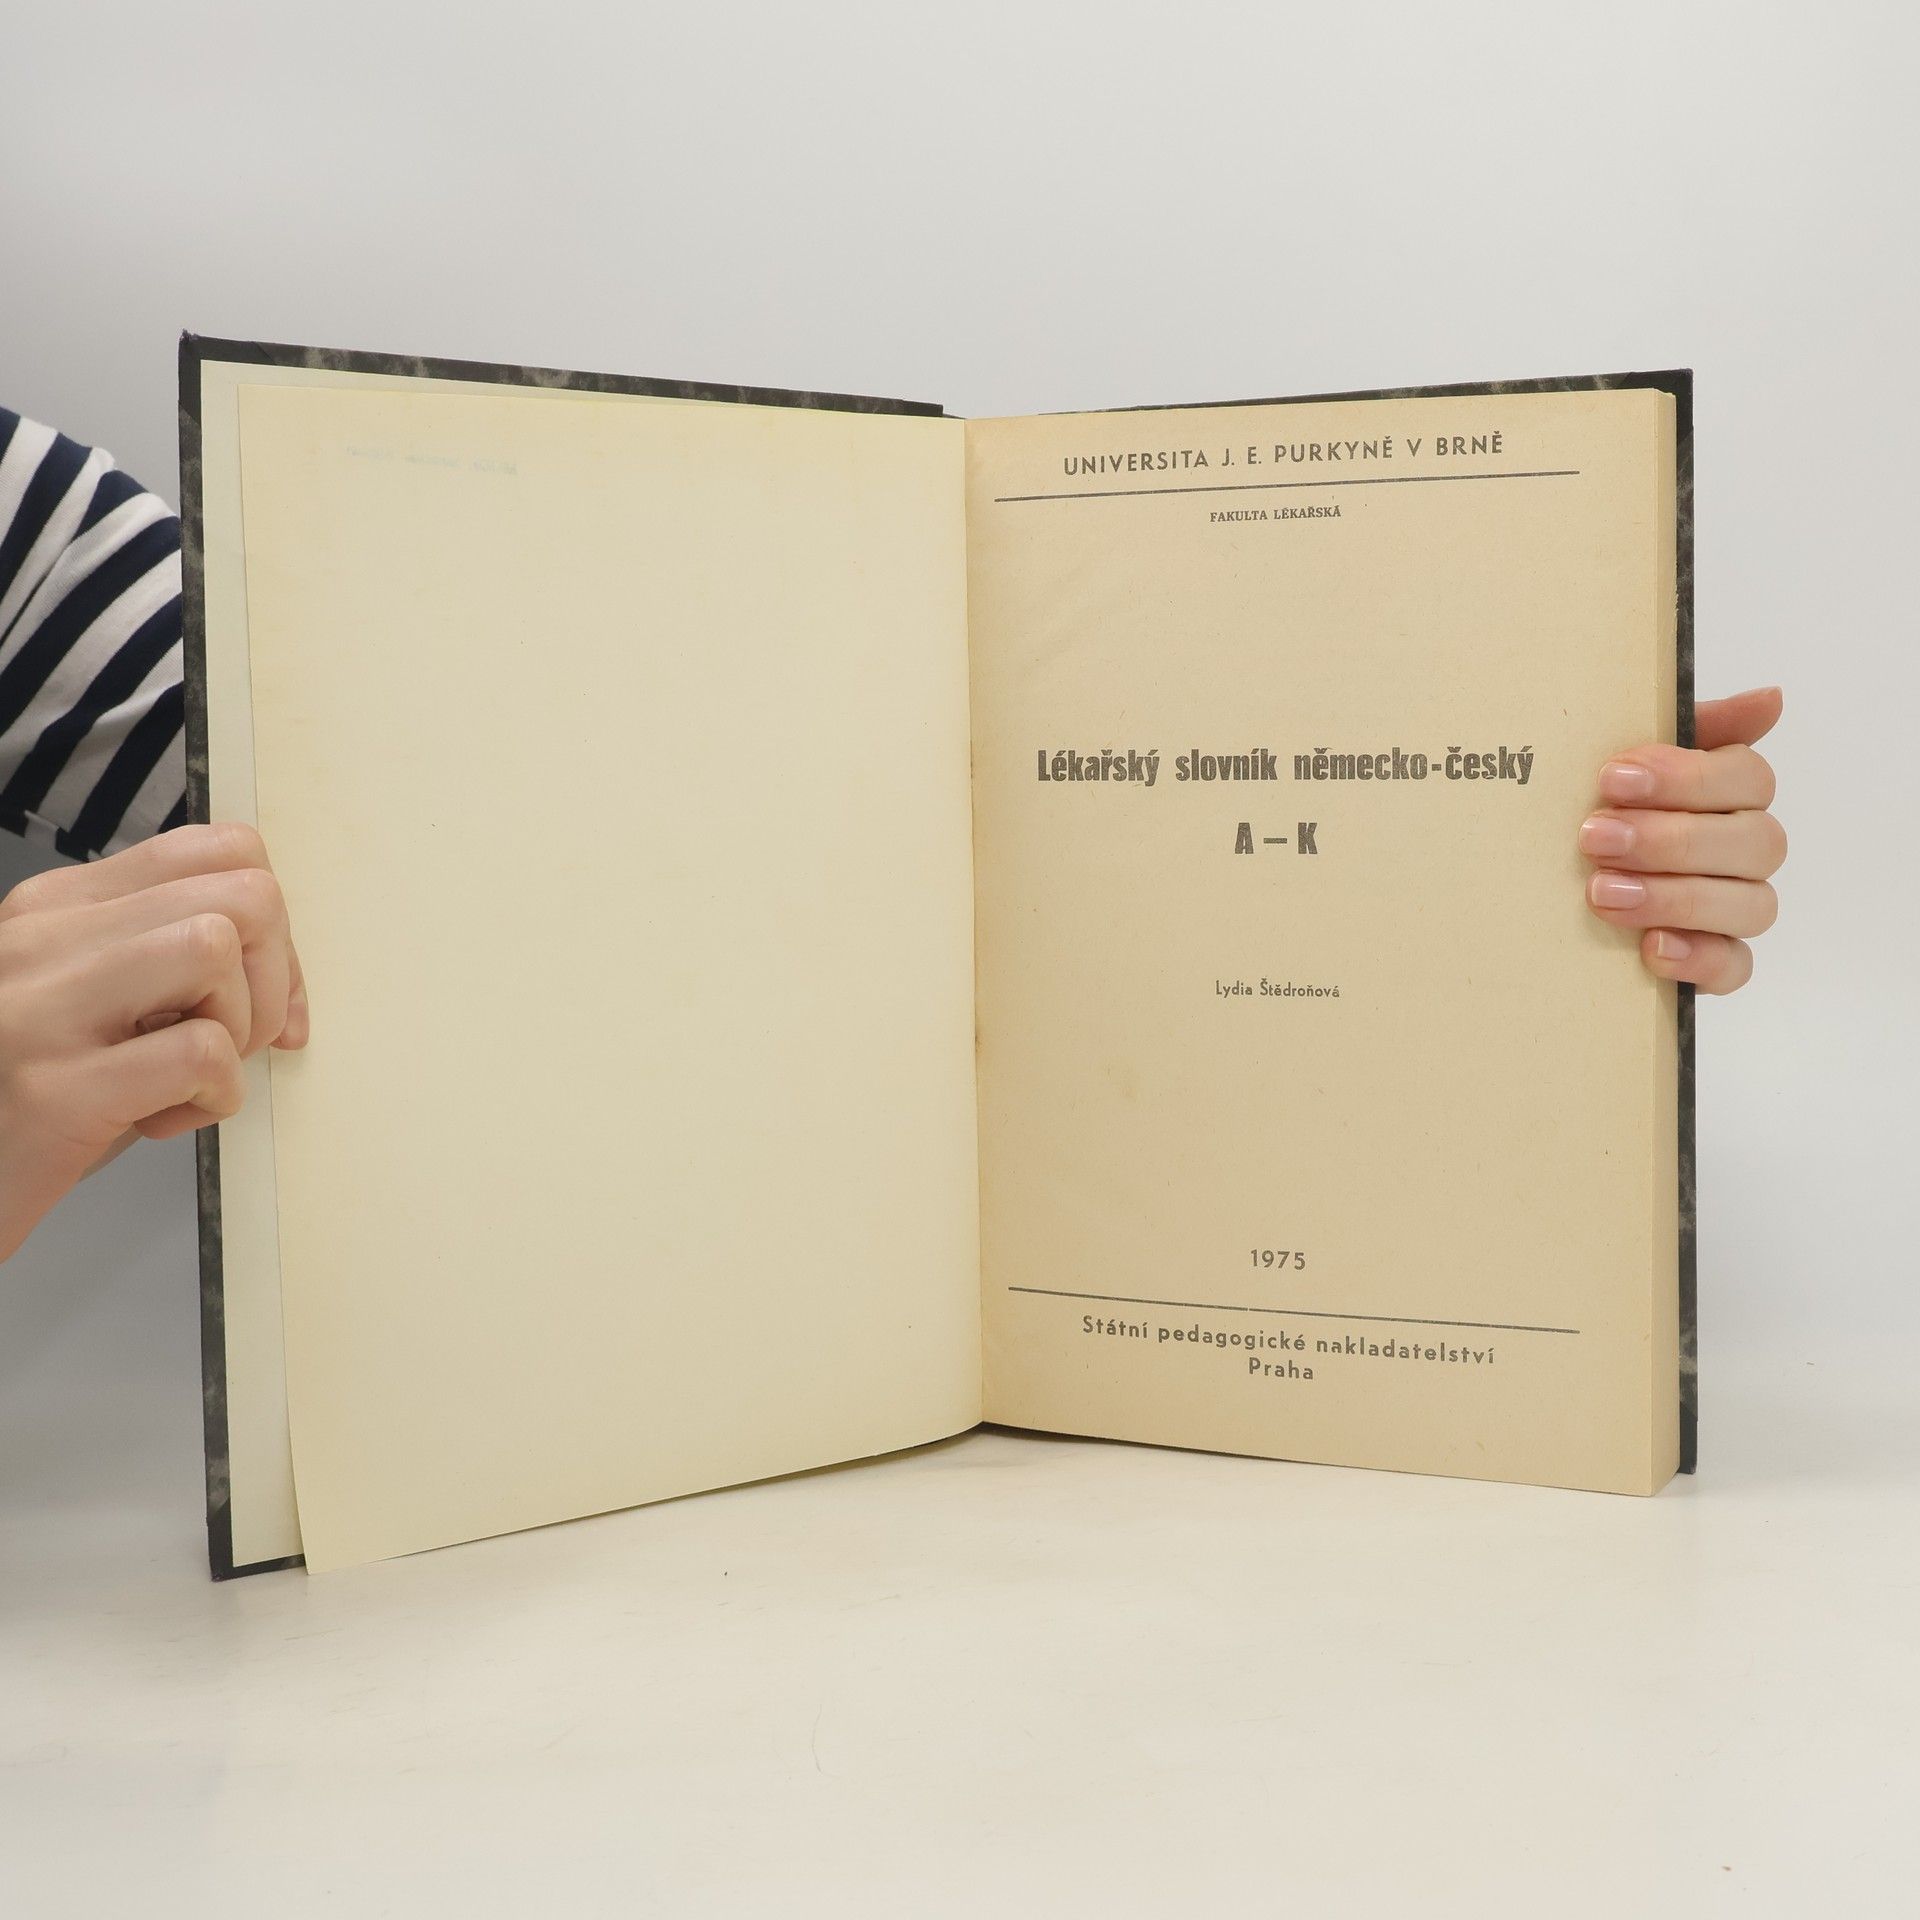 UNIVERSITA J. E. PURKYNĚ V BRNĚ
FAKULTA LÉKAŘSKÁ
Lékařský slovník německo-český
A – K
Lydia Štědroňová
1975
Státní pedagogické nakladatelství
Praha